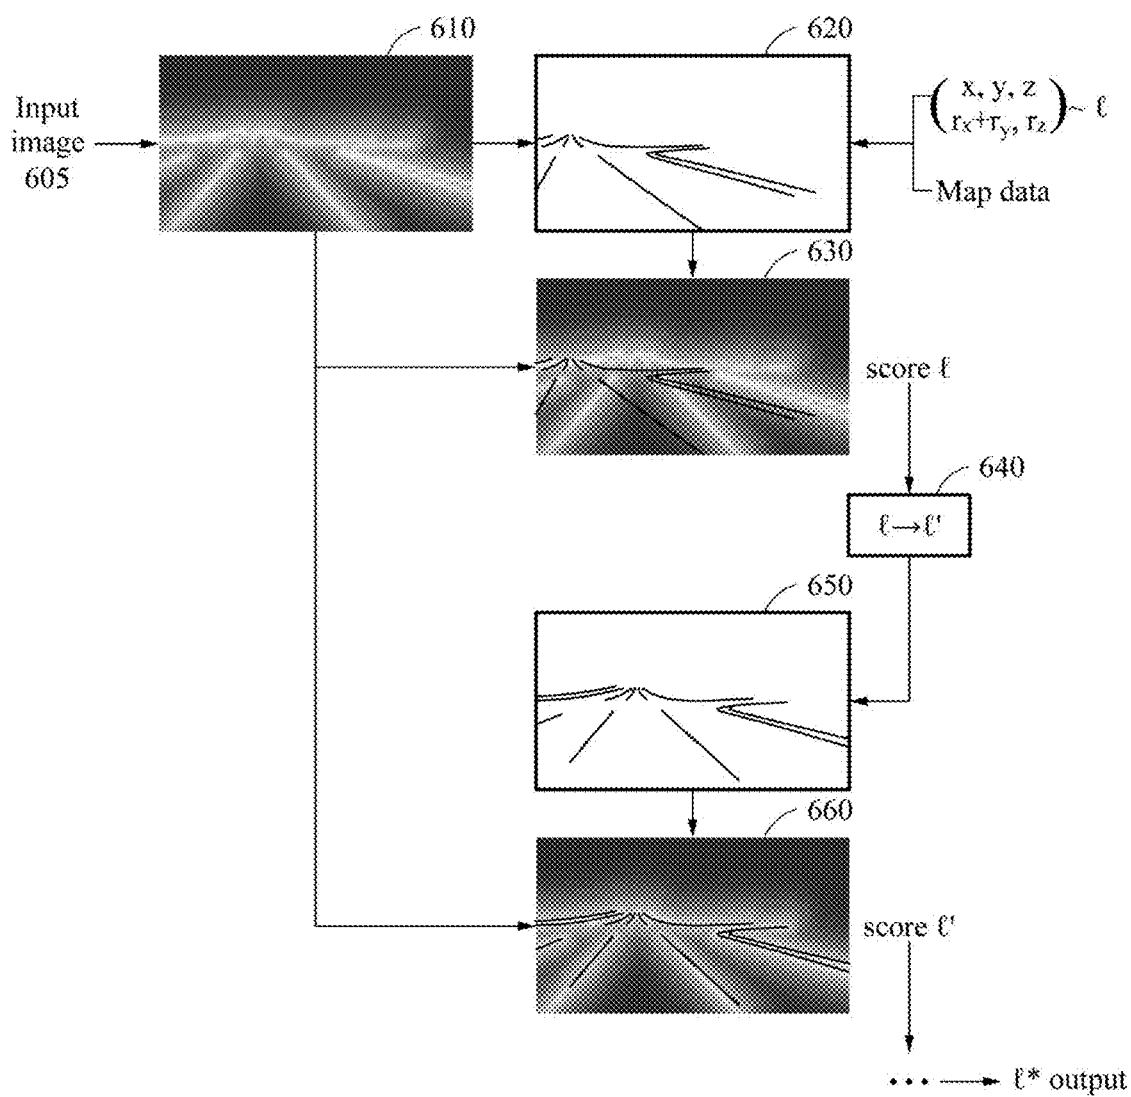 610
620
Input
image
605
x, y, z
rx+ry, rz
~ ℓ
Map data
630
score ℓ
640
ℓ→ℓ'
650
660
score ℓ'
••• → ℓ* output